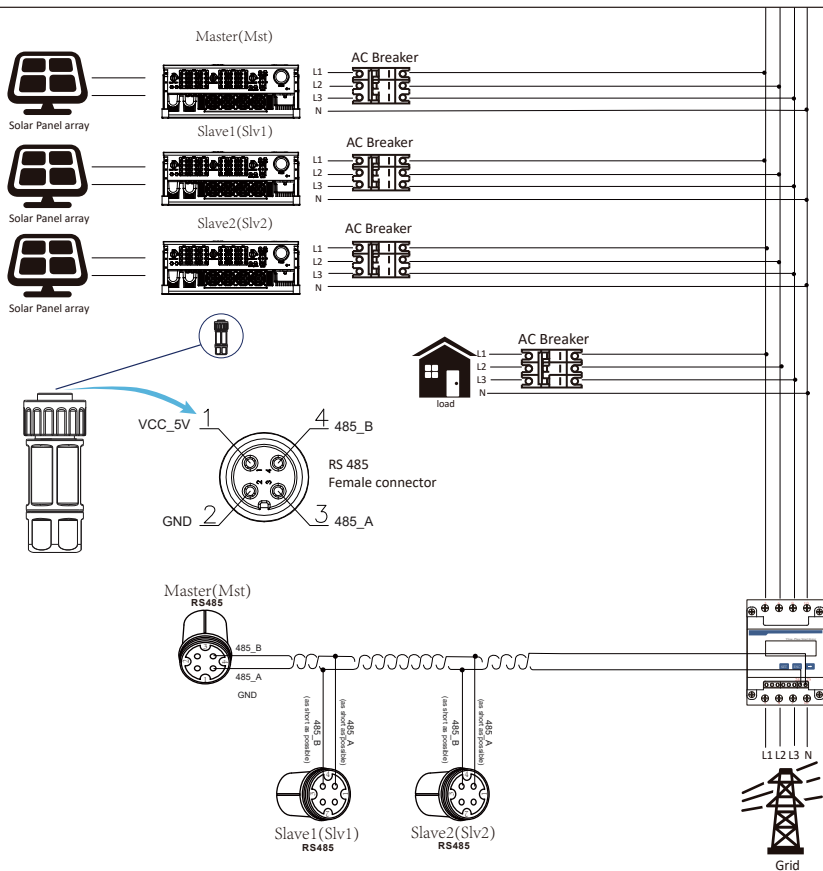 Master(Mst)
AC Breaker
L1
L2
L3
N
Solar Panel array
Slave1(Slv1)
AC Breaker
L1
L2
L3
N
Solar Panel array
Slave2(Slv2)
AC Breaker
L1
L2
L3
N
Solar Panel array
AC Breaker
L1
L2
L3
N
load
VCC_5V
1
4
485_B
RS 485
Female connector
GND
2
3
485_A
1
4
2
3
Master(Mst)
RS485
485_B
485_A
GND
485_B
(as short as possible)
485_A
(as short as possible)
485_B
(as short as possible)
485_A
(as short as possible)
Slave1(Slv1)
RS485
Slave2(Slv2)
RS485
L1 L2 L3 N
Grid